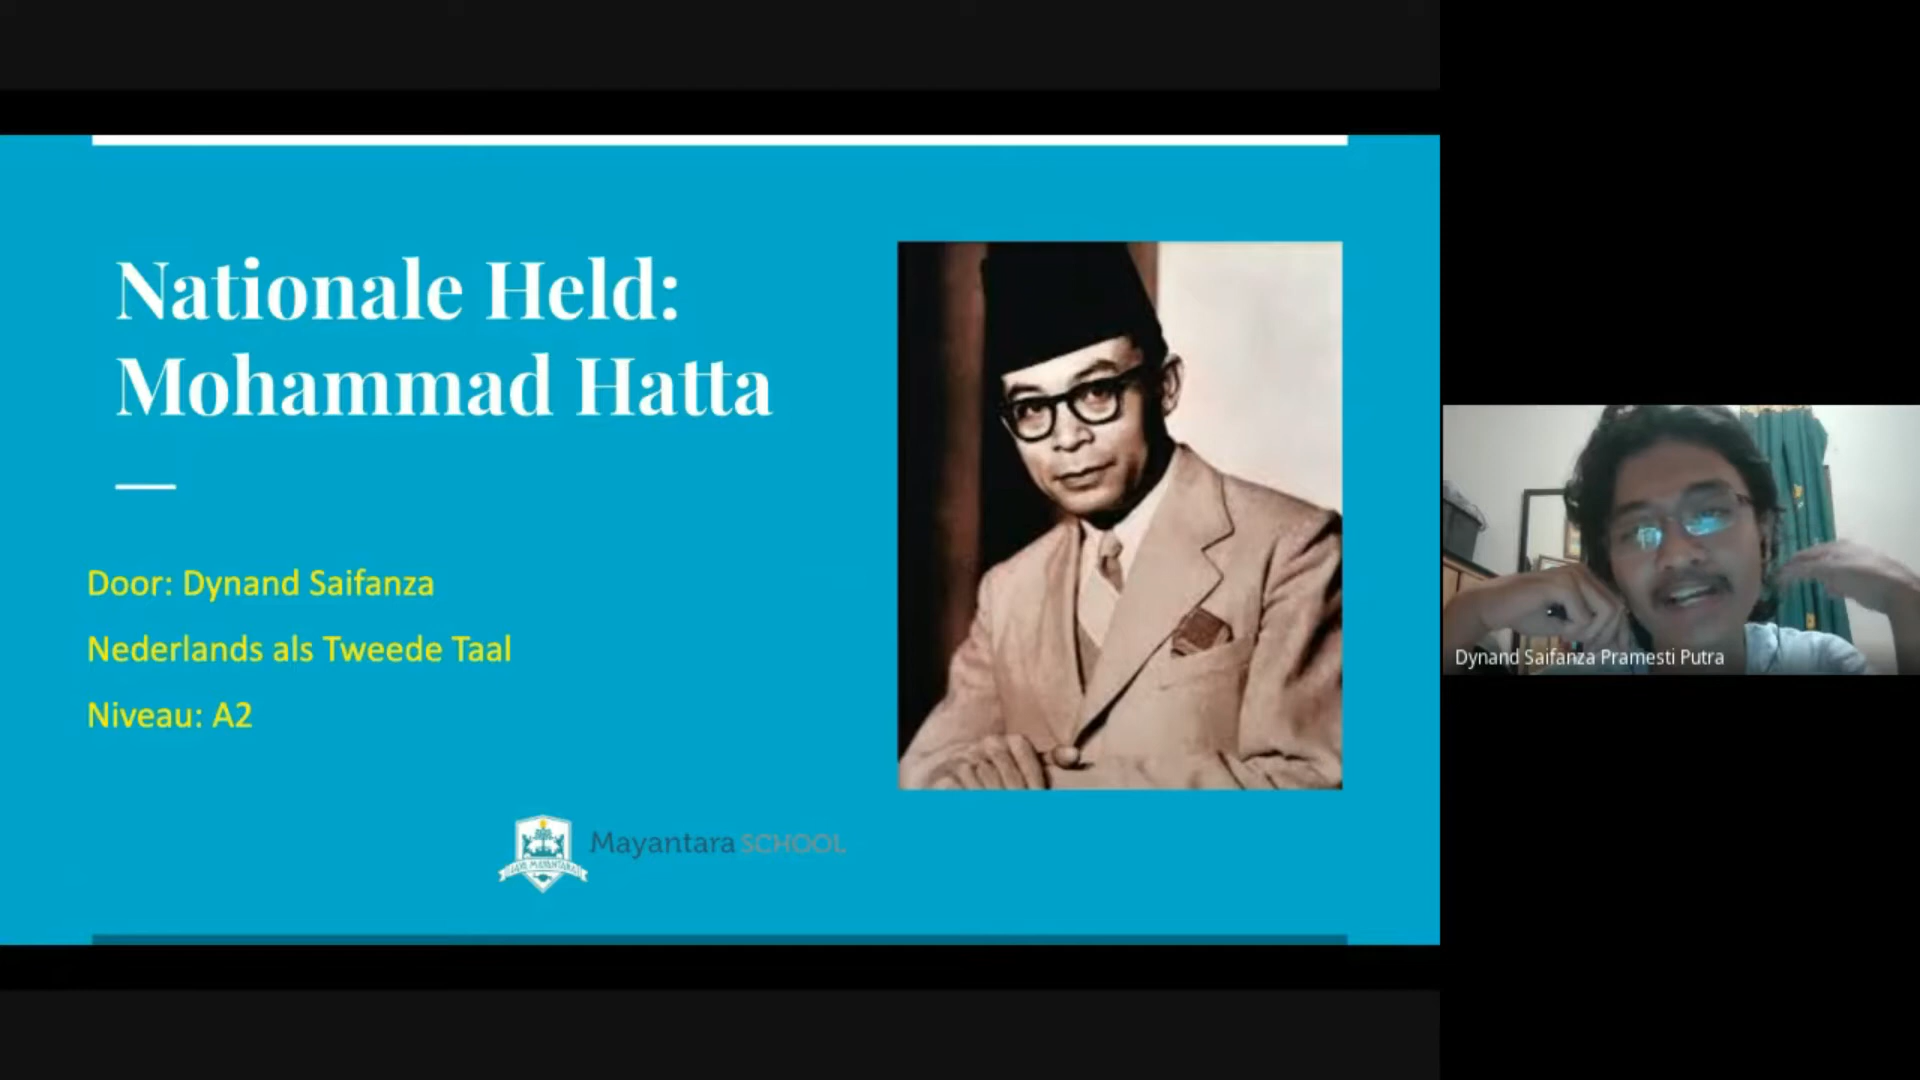 Nationale Held:
Mohammad Hatta
Door: Dynand Saifanza
Nederlands als Tweede Taal
Niveau: A2
Mayantara SCHOOL
Dynand Saifanza Pramesti Putra